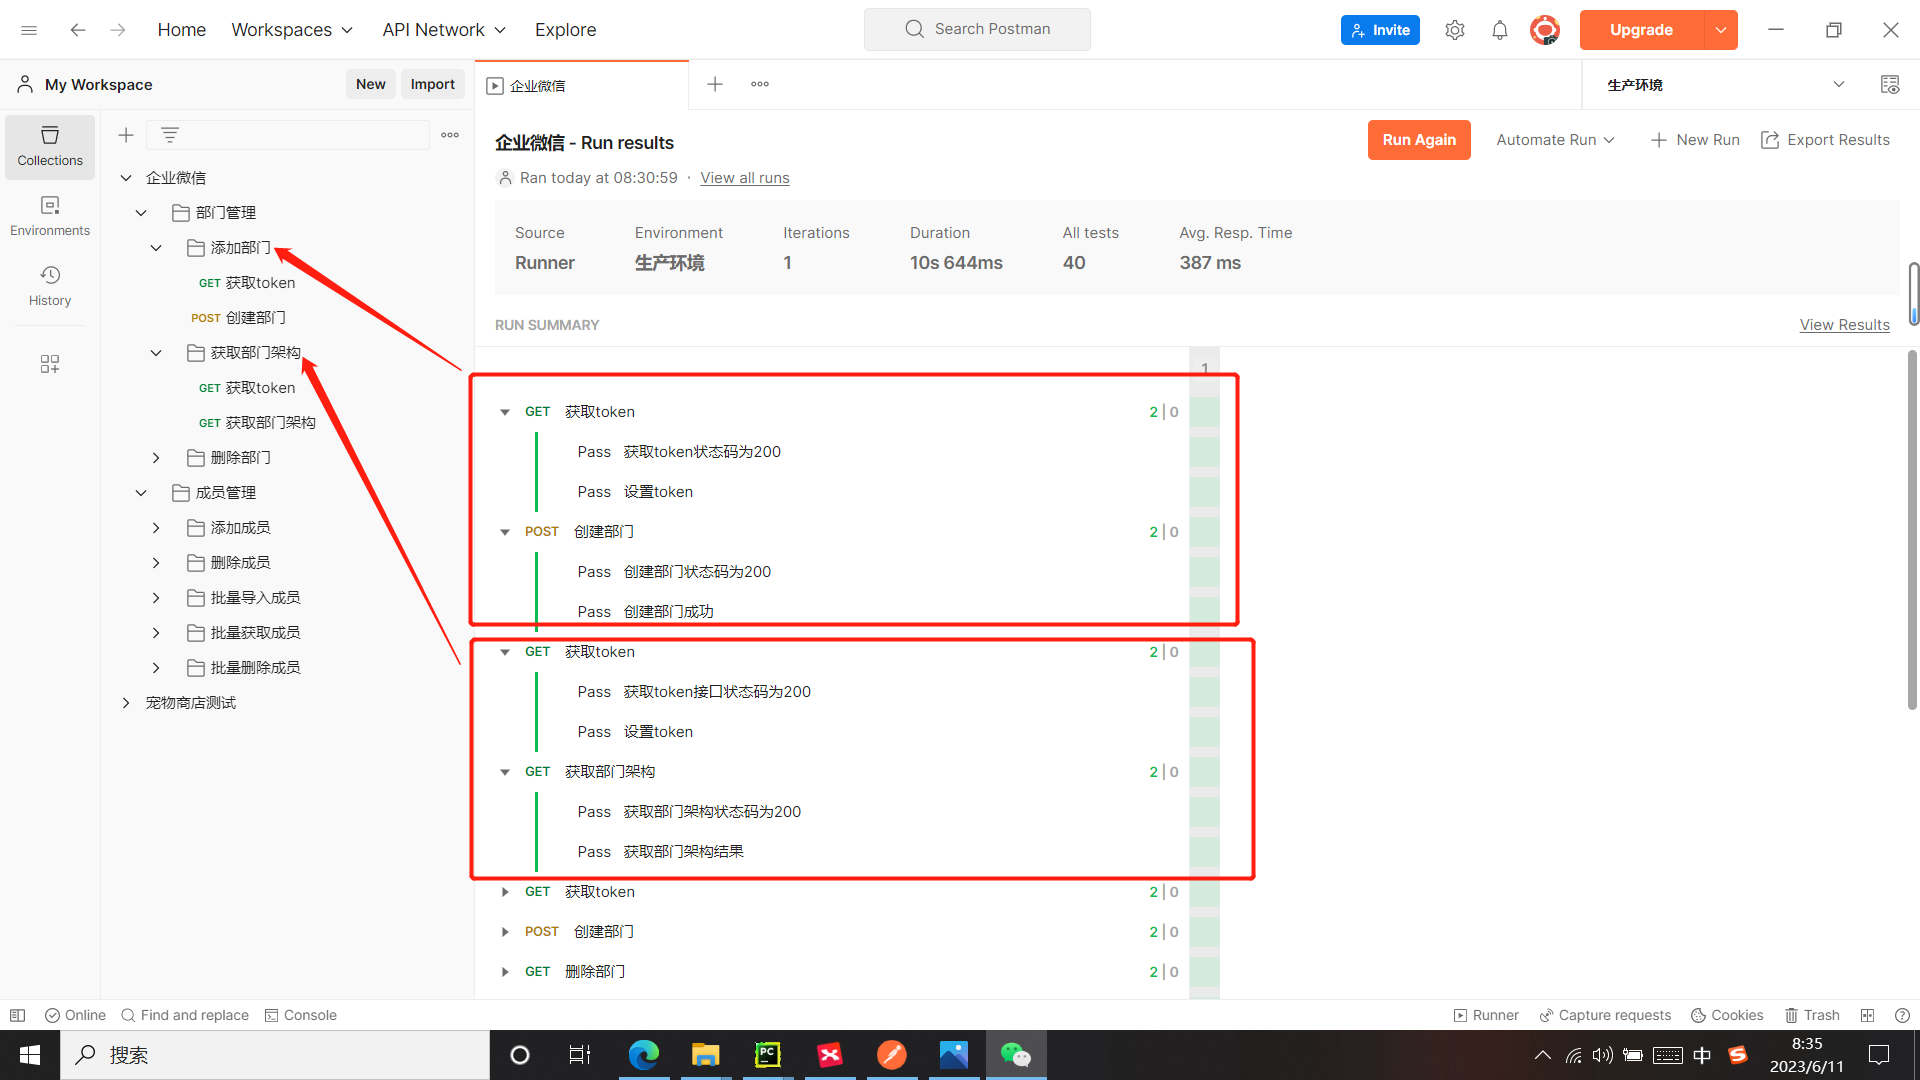 Home
Workspaces
API Network
Explore
Search Postman
Invite
Upgrade
My Workspace
New
Import
企业微信
生产环境
Collections
Environments
History
企业微信
部门管理
添加部门
GET 获取token
POST 创建部门
获取部门架构
GET 获取token
GET 获取部门架构
删除部门
成员管理
添加成员
删除成员
批量导入成员
批量获取成员
批量删除成员
宠物商店测试
企业微信 - Run results
Run Again
Automate Run
New Run
Export Results
Ran today at 08:30:59 · View all runs
Source
Environment
Iterations
Duration
All tests
Avg. Resp. Time
Runner
生产环境
1
10s 644ms
40
387 ms
RUN SUMMARY
View Results
1
GET 获取token 2 | 0
Pass 获取token状态码为200
Pass 设置token
POST 创建部门 2 | 0
Pass 创建部门状态码为200
Pass 创建部门成功
GET 获取token 2 | 0
Pass 获取token接口状态码为200
Pass 设置token
GET 获取部门架构 2 | 0
Pass 获取部门架构状态码为200
Pass 获取部门架构结果
GET 获取token 2 | 0
POST 创建部门 2 | 0
GET 删除部门 2 | 0
Online
Find and replace
Console
Runner
Capture requests
Cookies
Trash
搜索
PC
中
S
8:35
2023/6/11